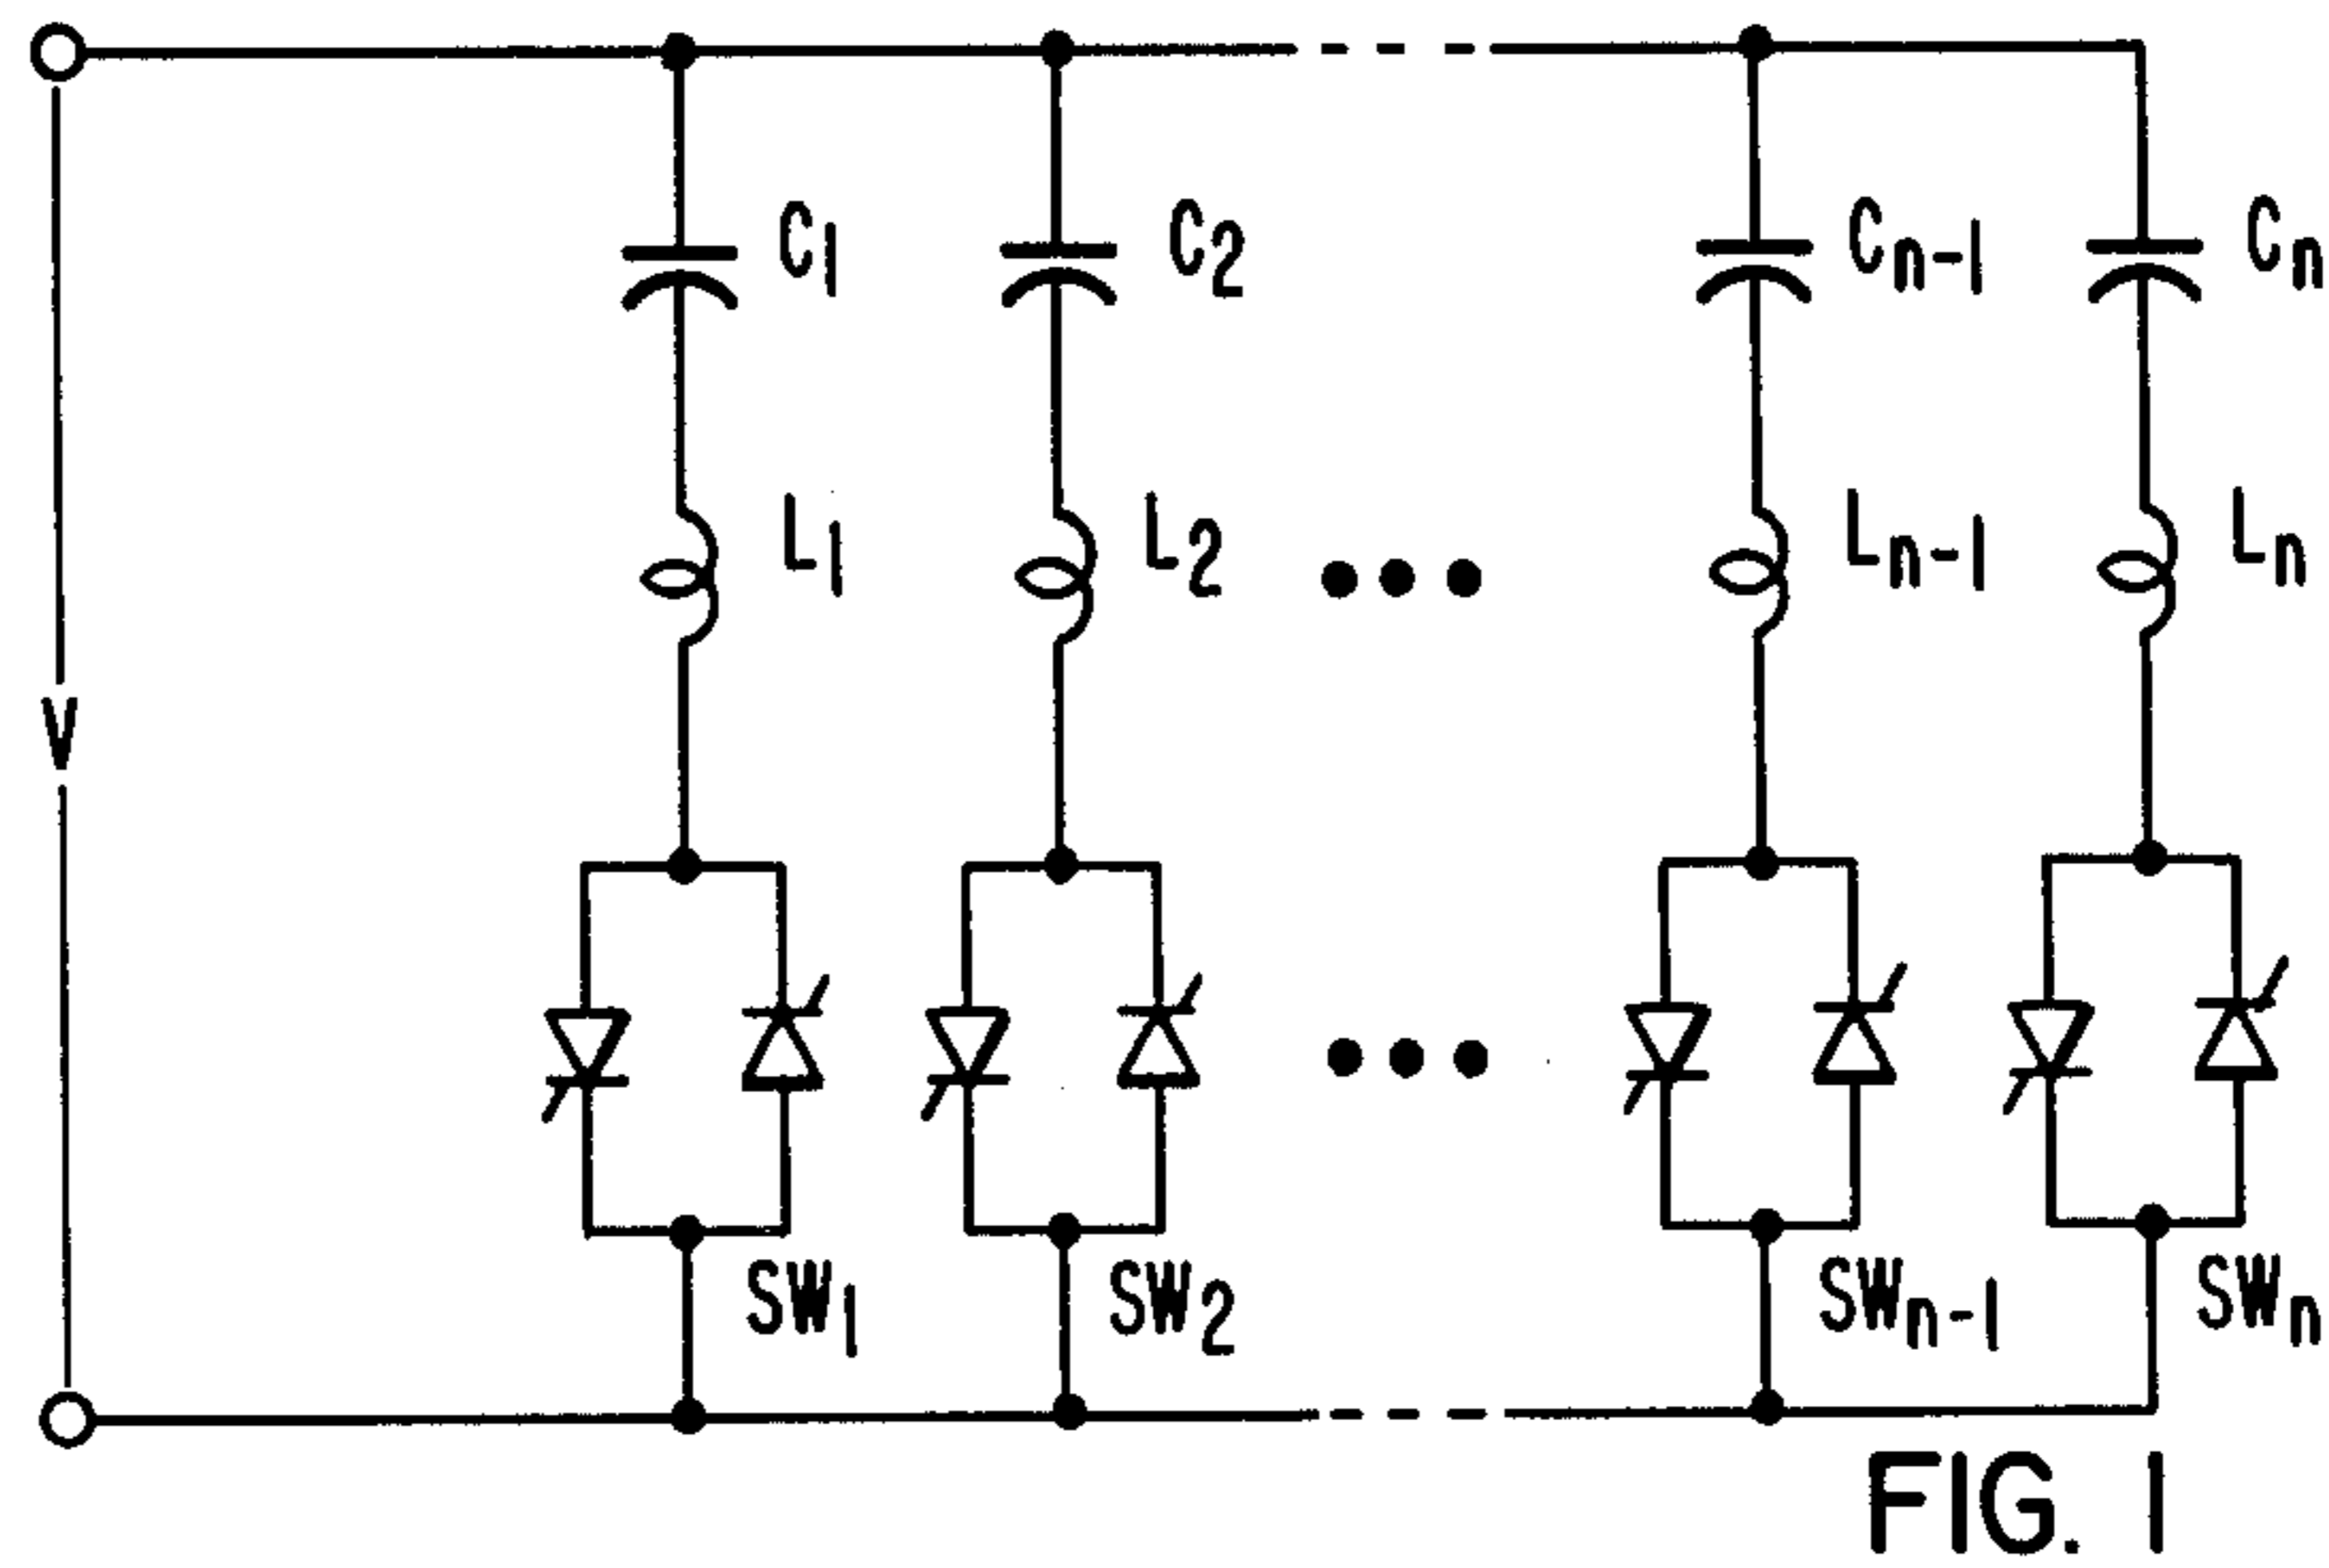 C1 C2 Cn-1 Cn
L1 L2 Ln-1 Ln
V
SW1 SW2 SWn-1 SWn
FIG. 1